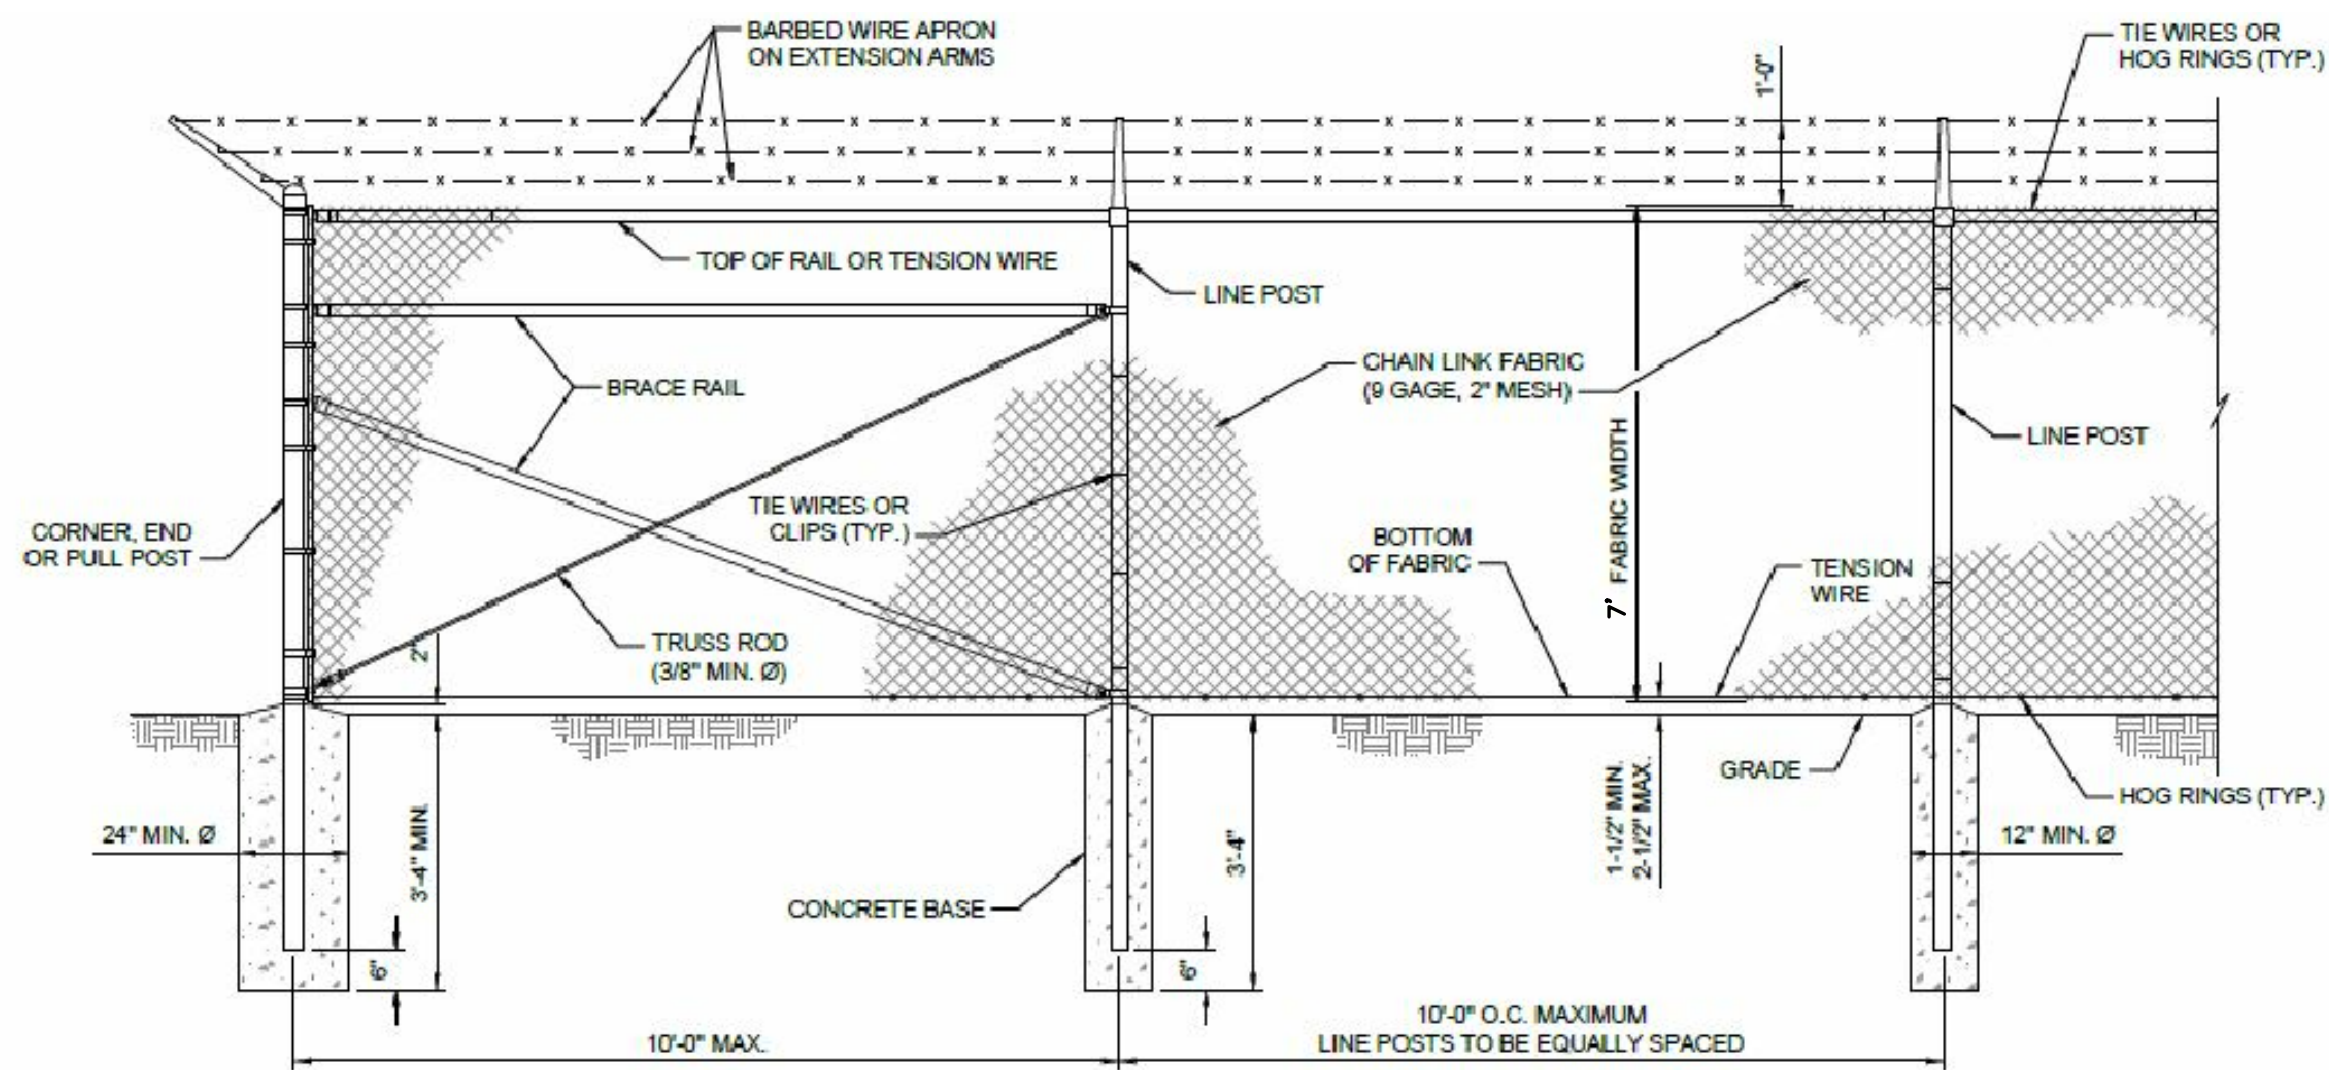 BARBED WIRE APRON
ON EXTENSION ARMS
1'-0"
TIE WIRES OR
HOG RINGS (TYP.)
TOP OF RAIL OR TENSION WIRE
LINE POST
BRACE RAIL
CHAIN LINK FABRIC
(9 GAGE, 2" MESH)
LINE POST
7' FABRIC WIDTH
TIE WIRES OR
CLIPS (TYP.)
CORNER, END
OR PULL POST
BOTTOM
OF FABRIC
TENSION
WIRE
TRUSS ROD
(3/8" MIN. Ø)
2"
GRADE
HOG RINGS (TYP.)
24" MIN. Ø
3'-4" MIN.
3'-4"
1-1/2" MIN.
2-1/2" MAX.
12" MIN. Ø
CONCRETE BASE
6"
6"
10'-0" MAX.
10'-0" O.C. MAXIMUM
LINE POSTS TO BE EQUALLY SPACED